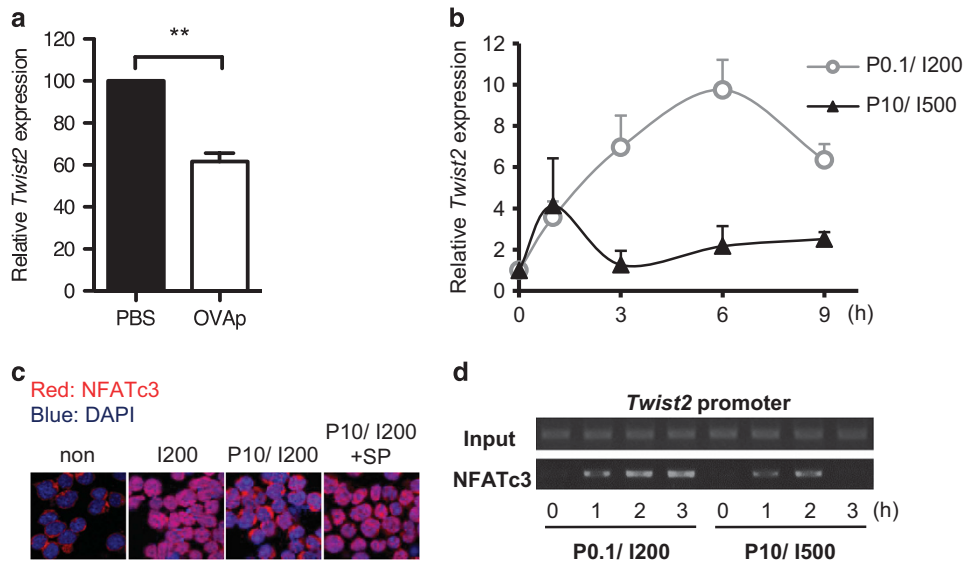 a
Relative Twist2 expression
120
100
80
60
40
20
0
**
PBS
OVAp
b
Relative Twist2 expression
12
10
8
6
4
2
0
0
3
6
9
(h)
P0.1/ I200
P10/ I500
c
Red: NFATc3
Blue: DAPI
non
I200
P10/ I200
P10/ I200
+SP
d
Twist2 promoter
Input
NFATc3
0 1 2 3 0 1 2 3 (h)
P0.1/ I200
P10/ I500